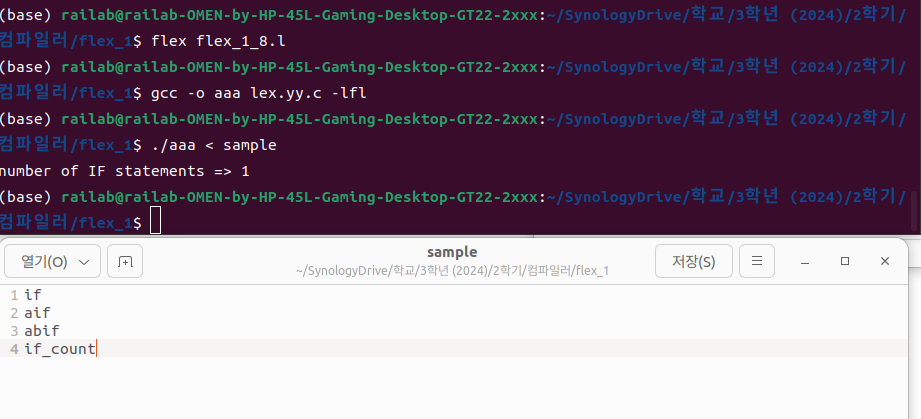 (base) railab@railab-OMEN-by-HP-45L-Gaming-Desktop-GT22-2xxx:~/SynologyDrive/학교/3학년 (2024)/2학기/
컴파일러/flex_1$ flex flex_1_8.l
(base) railab@railab-OMEN-by-HP-45L-Gaming-Desktop-GT22-2xxx:~/SynologyDrive/학교/3학년 (2024)/2학기/
컴파일러/flex_1$ gcc -o aaa lex.yy.c -lfl
(base) railab@railab-OMEN-by-HP-45L-Gaming-Desktop-GT22-2xxx:~/SynologyDrive/학교/3학년 (2024)/2학기/
컴파일러/flex_1$ ./aaa < sample
number of IF statements => 1
(base) railab@railab-OMEN-by-HP-45L-Gaming-Desktop-GT22-2xxx:~/SynologyDrive/학교/3학년 (2024)/2학기/
컴파일러/flex_1$
열기(O)
sample
~/SynologyDrive/학교/3학년 (2024)/2학기/컴파일러/flex_1
저장(S)
1 if
2 aif
3 abif
4 if_count